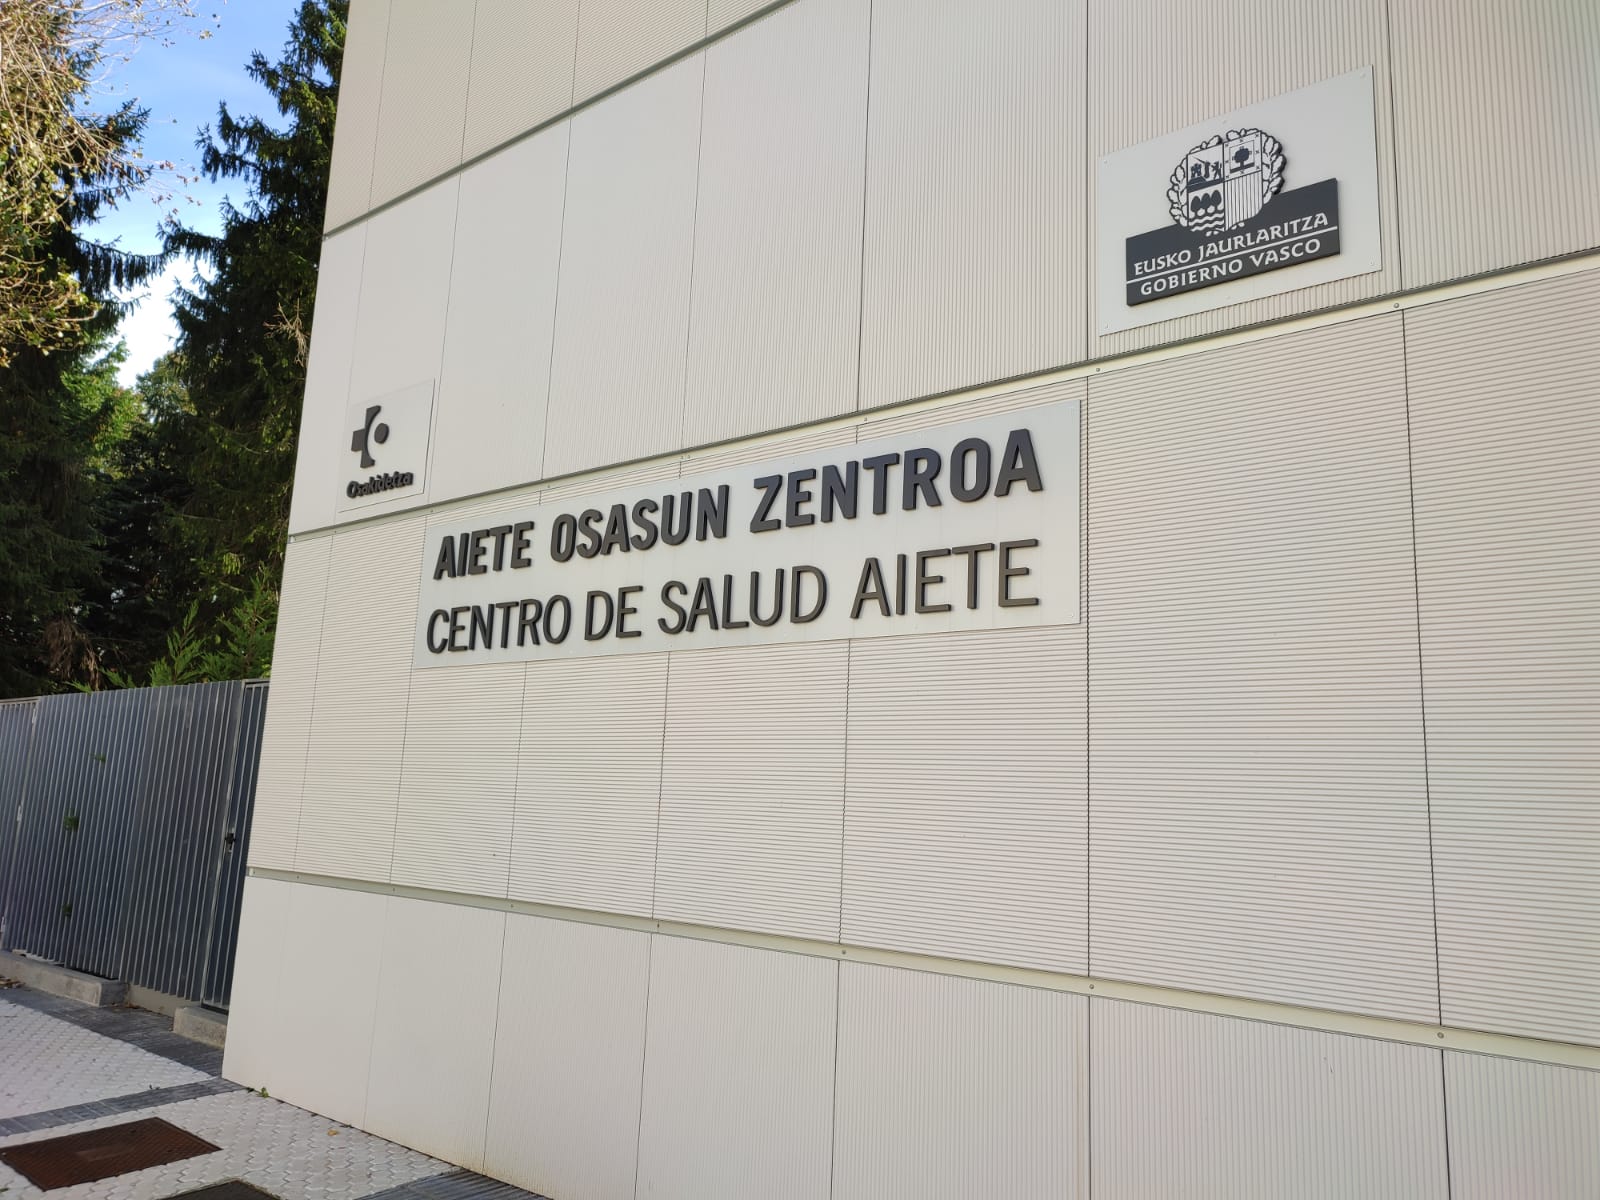 EUSKO JAURLARITZA
GOBIERNO VASCO
Osakidetza
AIETE OSASUN ZENTROA
CENTRO DE SALUD AIETE